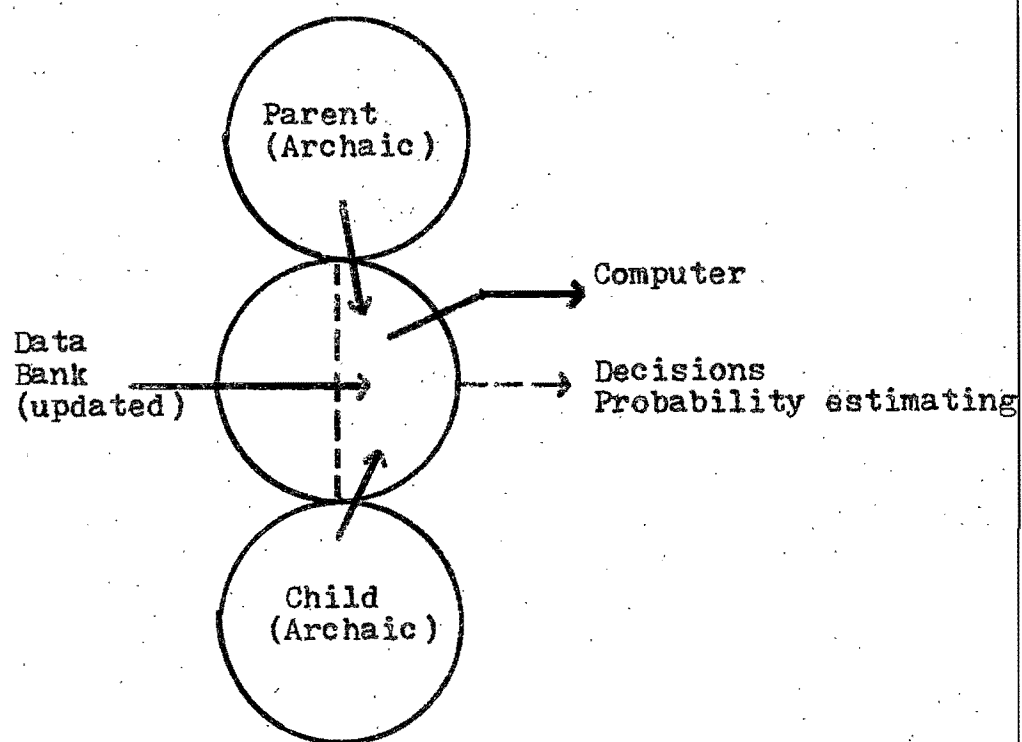 Parent
(Archaic)
Computer
Data
Bank
(updated)
Decisions
Probability estimating
Child
(Archaic)